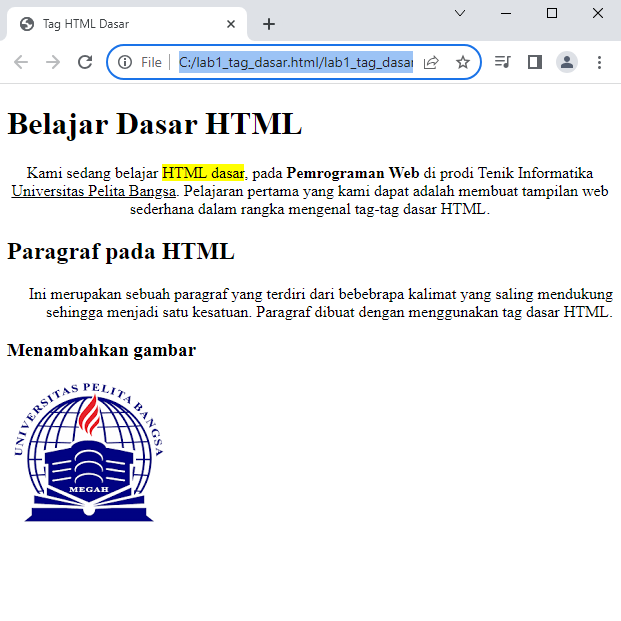 Tag HTML Dasar
File
C:/lab1_tag_dasar.html/lab1_tag_dasar
Belajar Dasar HTML
Kami sedang belajar HTML dasar, pada Pemrograman Web di prodi Tenik Informatika
Universitas Pelita Bangsa. Pelajaran pertama yang kami dapat adalah membuat tampilan web
sederhana dalam rangka mengenal tag-tag dasar HTML.
Paragraf pada HTML
Ini merupakan sebuah paragraf yang terdiri dari bebebrapa kalimat yang saling mendukung
sehingga menjadi satu kesatuan. Paragraf dibuat dengan menggunakan tag dasar HTML.
Menambahkan gambar
UNIVERSITAS PELITA BANGSA
MEGAH